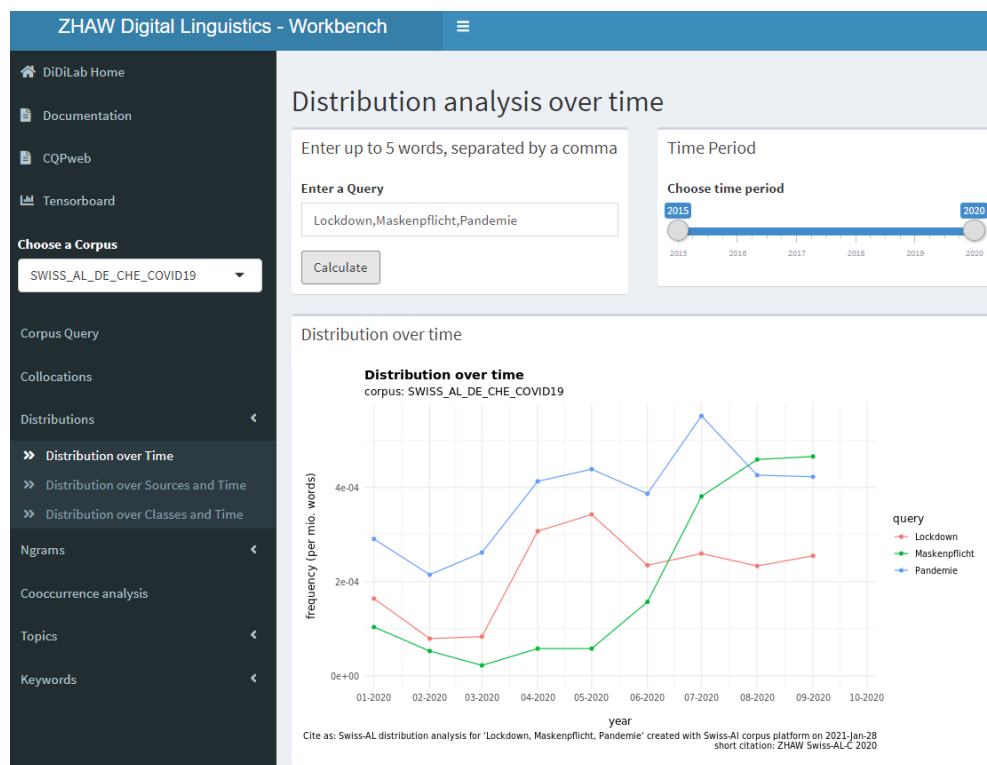 ZHAW Digital Linguistics - Workbench
DiDiLab Home
Documentation
CQPweb
Tensorboard
Choose a Corpus
SWISS_AL_DE_CHE_COVID19
Corpus Query
Collocations
Distributions
Distribution over Time
Distribution over Sources and Time
Distribution over Classes and Time
Ngrams
Cooccurrence analysis
Topics
Keywords
Distribution analysis over time
Enter up to 5 words, separated by a comma
Enter a Query
Lockdown,Maskenpflicht,Pandemie
Calculate
Time Period
Choose time period
2015 2020
2015 2016 2017 2018 2019 2020
Distribution over time
Distribution over time
corpus: SWISS_AL_DE_CHE_COVID19
frequency (per mio. words)
4e-04
2e-04
0e+00
01-2020 02-2020 03-2020 04-2020 05-2020 06-2020 07-2020 08-2020 09-2020 10-2020
year
query
Lockdown
Maskenpflicht
Pandemie
Cite as: Swiss-AL distribution analysis for 'Lockdown, Maskenpflicht, Pandemie' created with Swiss-Al corpus platform on 2021-Jan-28
short citation: ZHAW Swiss-AL-C 2020